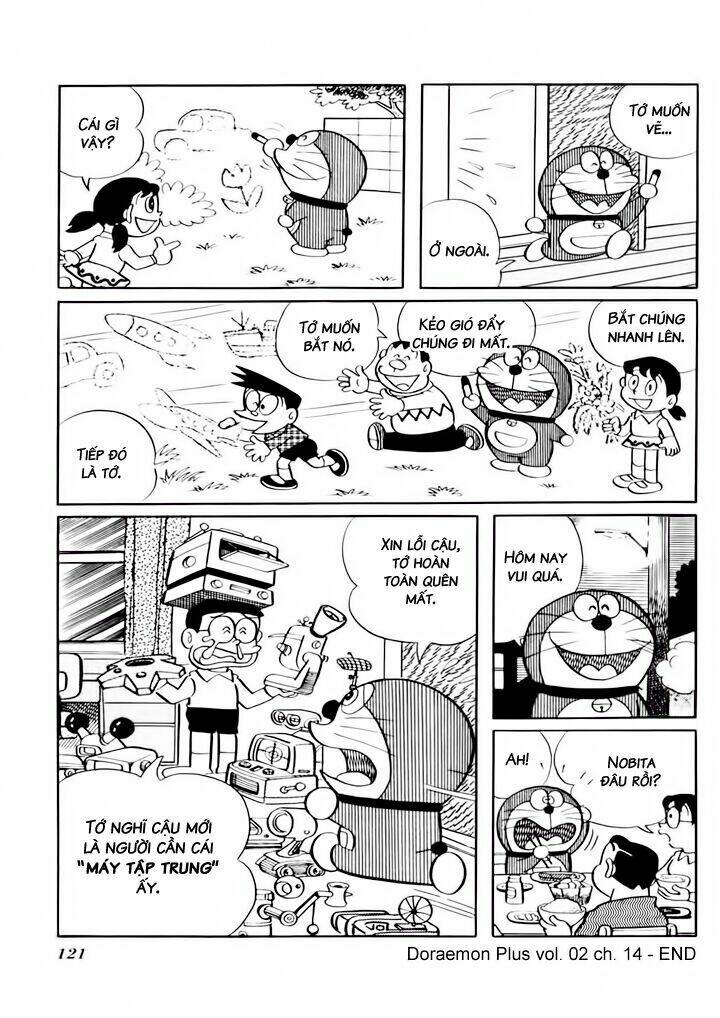 TỚ MUỐN
VẼ...
Ở NGOÀI.
CÁI GÌ
VẬY?
BẮT CHÚNG
NHANH LÊN.
KẺO GIÓ ĐẨY
CHÚNG ĐI MẤT.
TỚ MUỐN
BẮT NÓ.
TIẾP ĐÓ
LÀ TỚ.
HÔM NAY
VUI QUÁ.
NOBITA
ĐÂU RỒI?
AH!
XIN LỖI CẬU,
TỚ HOÀN
TOÀN QUÊN
MẤT.
TỚ NGHĨ CẬU MỚI
LÀ NGƯỜI CẦN CÁI
"MÁY TẬP TRUNG"
ẤY.
121
Doraemon Plus vol. 02 ch. 14 - END